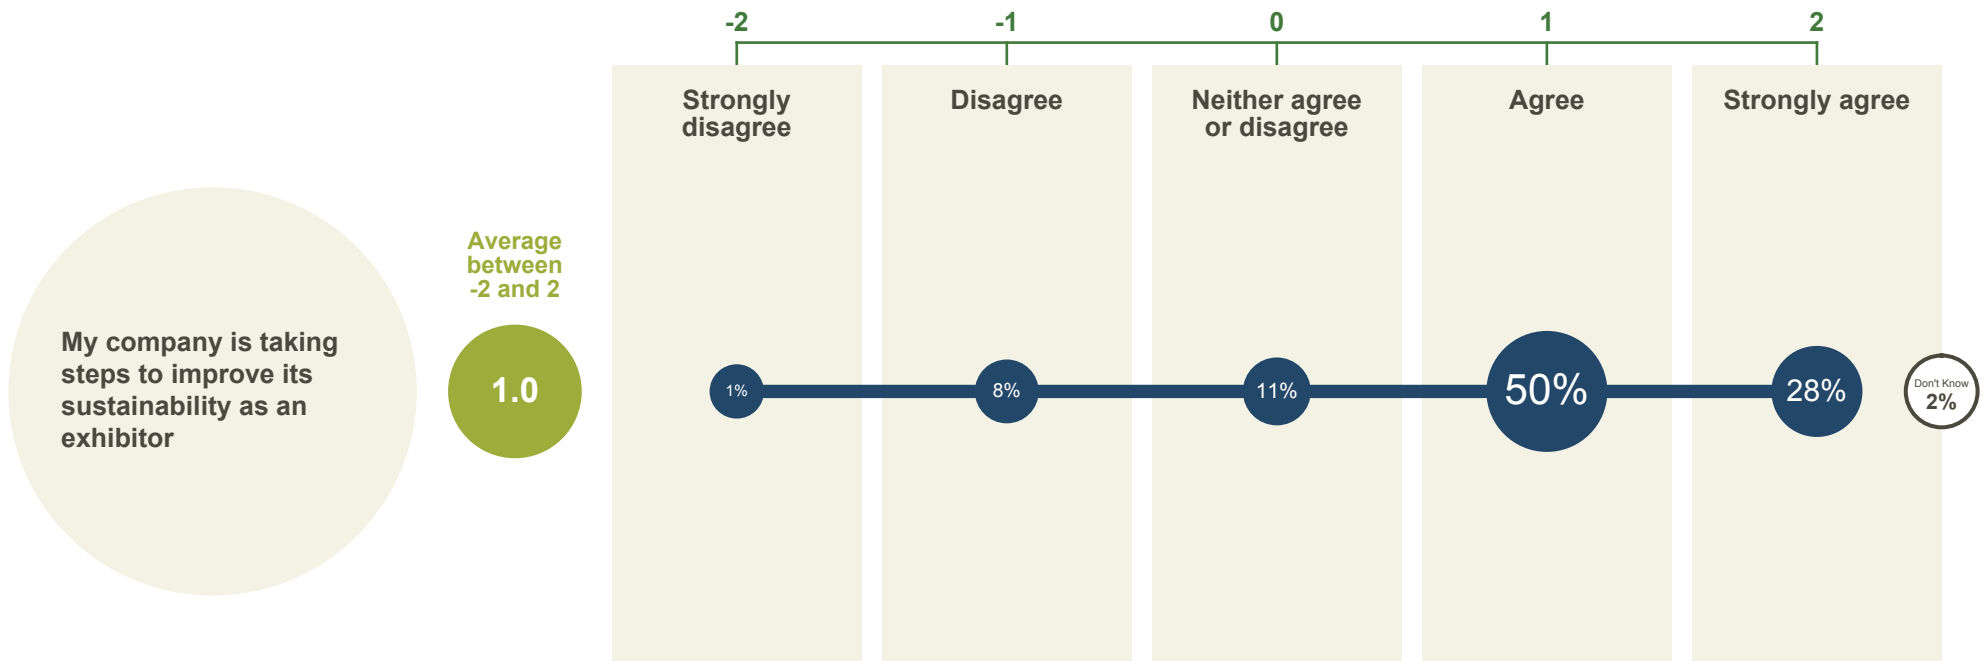 -2 -1 0 1 2
Strongly
disagree
Disagree
Neither agree
or disagree
Agree
Strongly agree
My company is taking
steps to improve its
sustainability as an
exhibitor
Average
between
-2 and 2
1.0
1%
8%
11%
50%
28%
Don't Know
2%